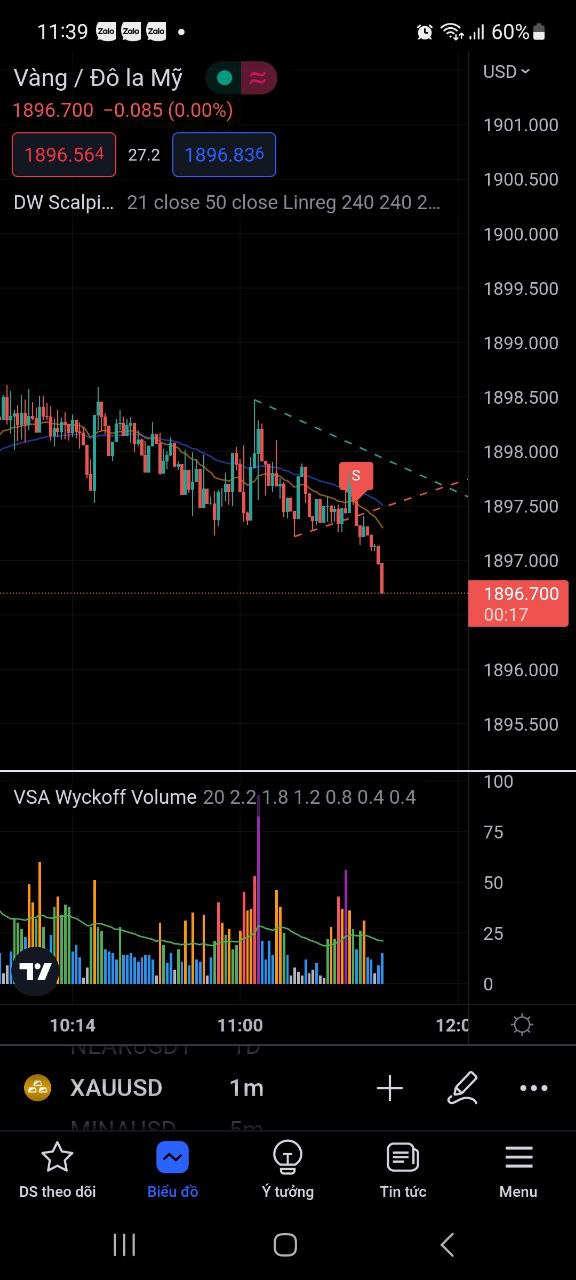 11:39 Zalo Zalo Zalo 60%
Vàng / Đô la Mỹ
USD
1896.700 −0.085 (0.00%)
1896.564 27.2 1896.836
DW Scalpi... 21 close 50 close Linreg 240 240 2...
1901.000
1900.500
1900.000
1899.500
1899.000
1898.500
1898.000
S
1897.500
1897.000
1896.700
00:17
1896.000
1895.500
VSA Wyckoff Volume 20 2.2 1.8 1.2 0.8 0.4 0.4
100
75
50
25
0
10:14 11:00 12:0
NEARUSDT 1D
XAUUSD 1m
MINAUSD 5m
DS theo dõi Biểu đồ Ý tưởng Tin tức Menu